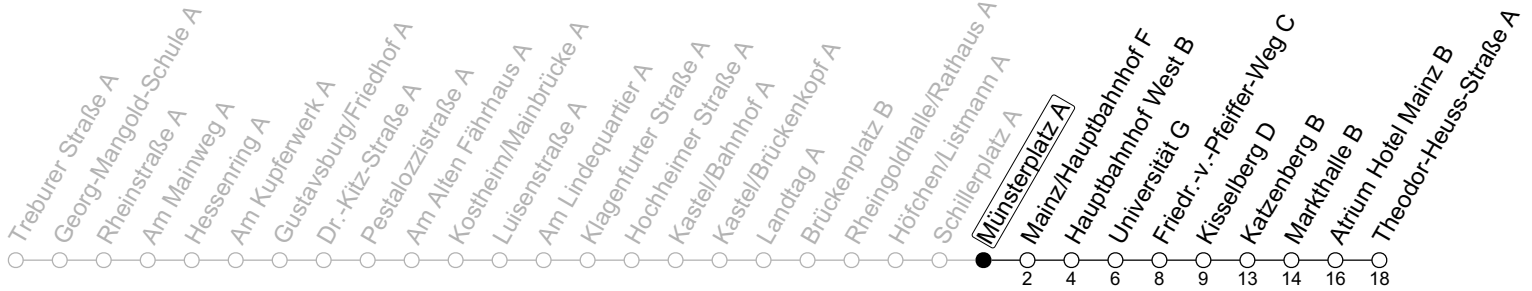 Treburer Straße A
Georg-Mangold-Schule A
Rheinstraße A
Am Mainweg A
Hessenring A
Am Kupferwerk A
Gustavsburg/Friedhof A
Dr.-Kitz-Straße A
Pestalozzistraße A
Am Alten Fährhaus A
Kostheim/Mainbrücke A
Luisenstraße A
Am Lindequartier A
Klagenfurter Straße A
Hochheimer Straße A
Kastel/Bahnhof A
Kastel/Brückenkopf A
Landtag A
Brückenplatz B
Rheingoldhalle/Rathaus A
Höfchen/Listmann A
Schillerplatz A
Münsterplatz A
Mainz/Hauptbahnhof F
Hauptbahnhof West B
Universität G
Friedr.-v.-Pfeiffer-Weg C
Kisselberg D
Katzenberg B
Markthalle B
Atrium Hotel Mainz B
Theodor-Heuss-Straße A
2 4 6 8 9 13 14 16 18